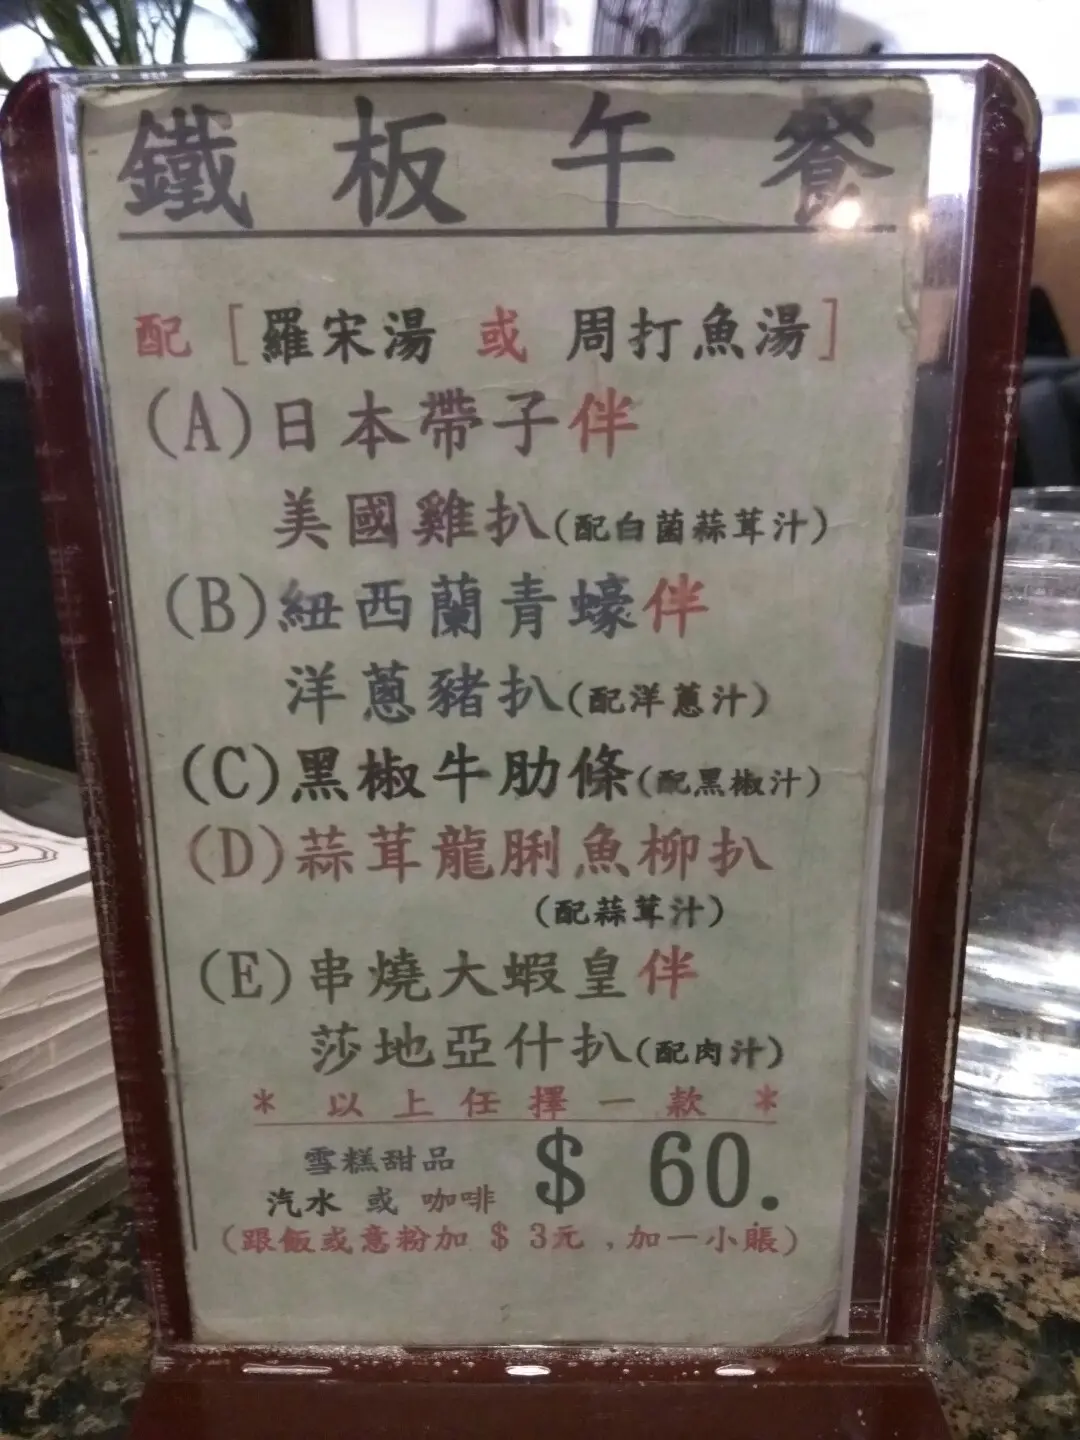 鐵板午餐
配[羅宋湯 或 周打魚湯]
(A)日本帶子伴
美國雞扒(配白菌蒜茸汁)
(B)紐西蘭青蠔伴
洋蔥豬扒(配洋蔥汁)
(C)黑椒牛肋條(配黑椒汁)
(D)蒜茸龍脷魚柳扒
(配蒜茸汁)
(E)串燒大蝦皇伴
莎地亞什扒(配肉汁)
* 以上任擇一款 *
雪糕甜品
汽水 或 咖啡
$ 60.
(跟飯或意粉加 $ 3元 ,加一小賬)